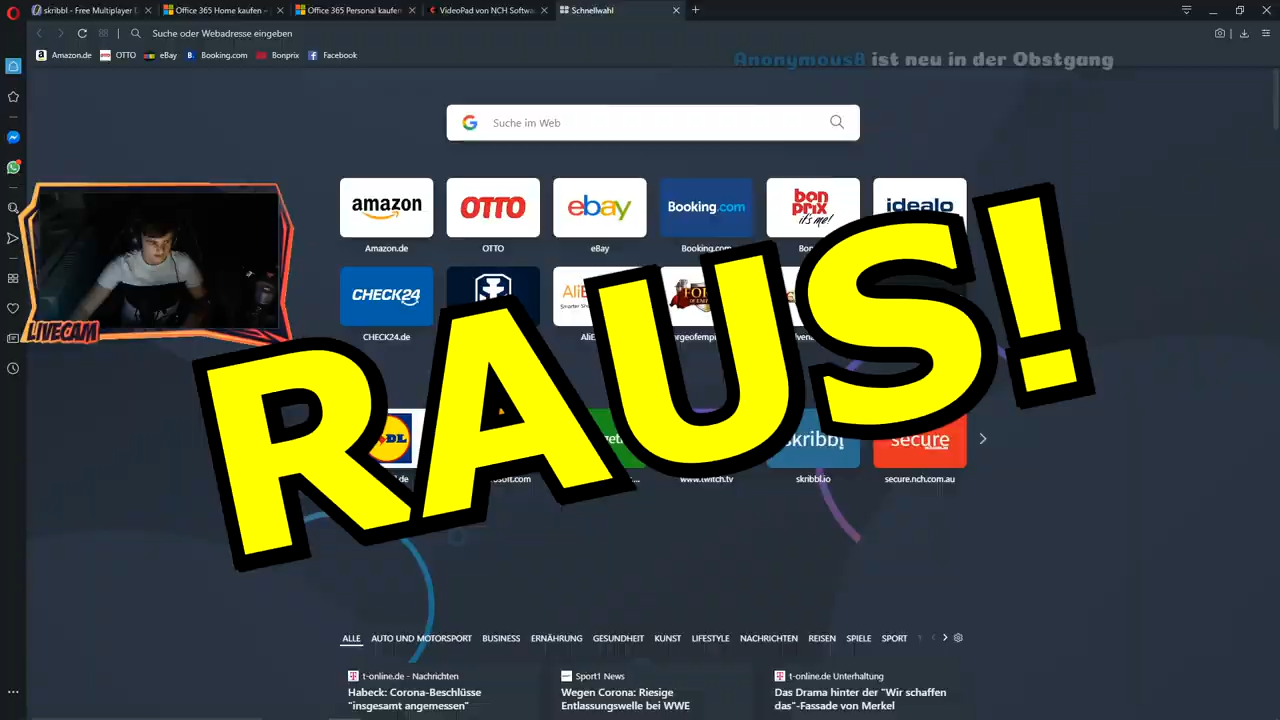 skribbl - Free Multiplayer D
Office 365 Home kaufen –
Office 365 Personal kaufen
VideoPad von NCH Softwa
Schnellwahl
Suche oder Webadresse eingeben
Amazon.de
OTTO
eBay
Booking.com
Bonprix
Facebook
Anonymous8 ist neu in der Obstgang
Suche im Web
amazon
OTTO
ebay
Booking.com
bon prix it's me!
idealo
Amazon.de
OTTO
eBay
Booking.com
CHECK24
CHECK24.de
LIVECAM
RAUS!
skribbl
secure
www.twitch.tv
skribbl.io
secure.nch.com.au
ALLE
AUTO UND MOTORSPORT
BUSINESS
ERNÄHRUNG
GESUNDHEIT
KUNST
LIFESTYLE
NACHRICHTEN
REISEN
SPIELE
SPORT
t-online.de - Nachrichten
Habeck: Corona-Beschlüsse
"insgesamt angemessen"
Sport1 News
Wegen Corona: Riesige
Entlassungswelle bei WWE
t-online.de Unterhaltung
Das Drama hinter der "Wir schaffen
das"-Fassade von Merkel